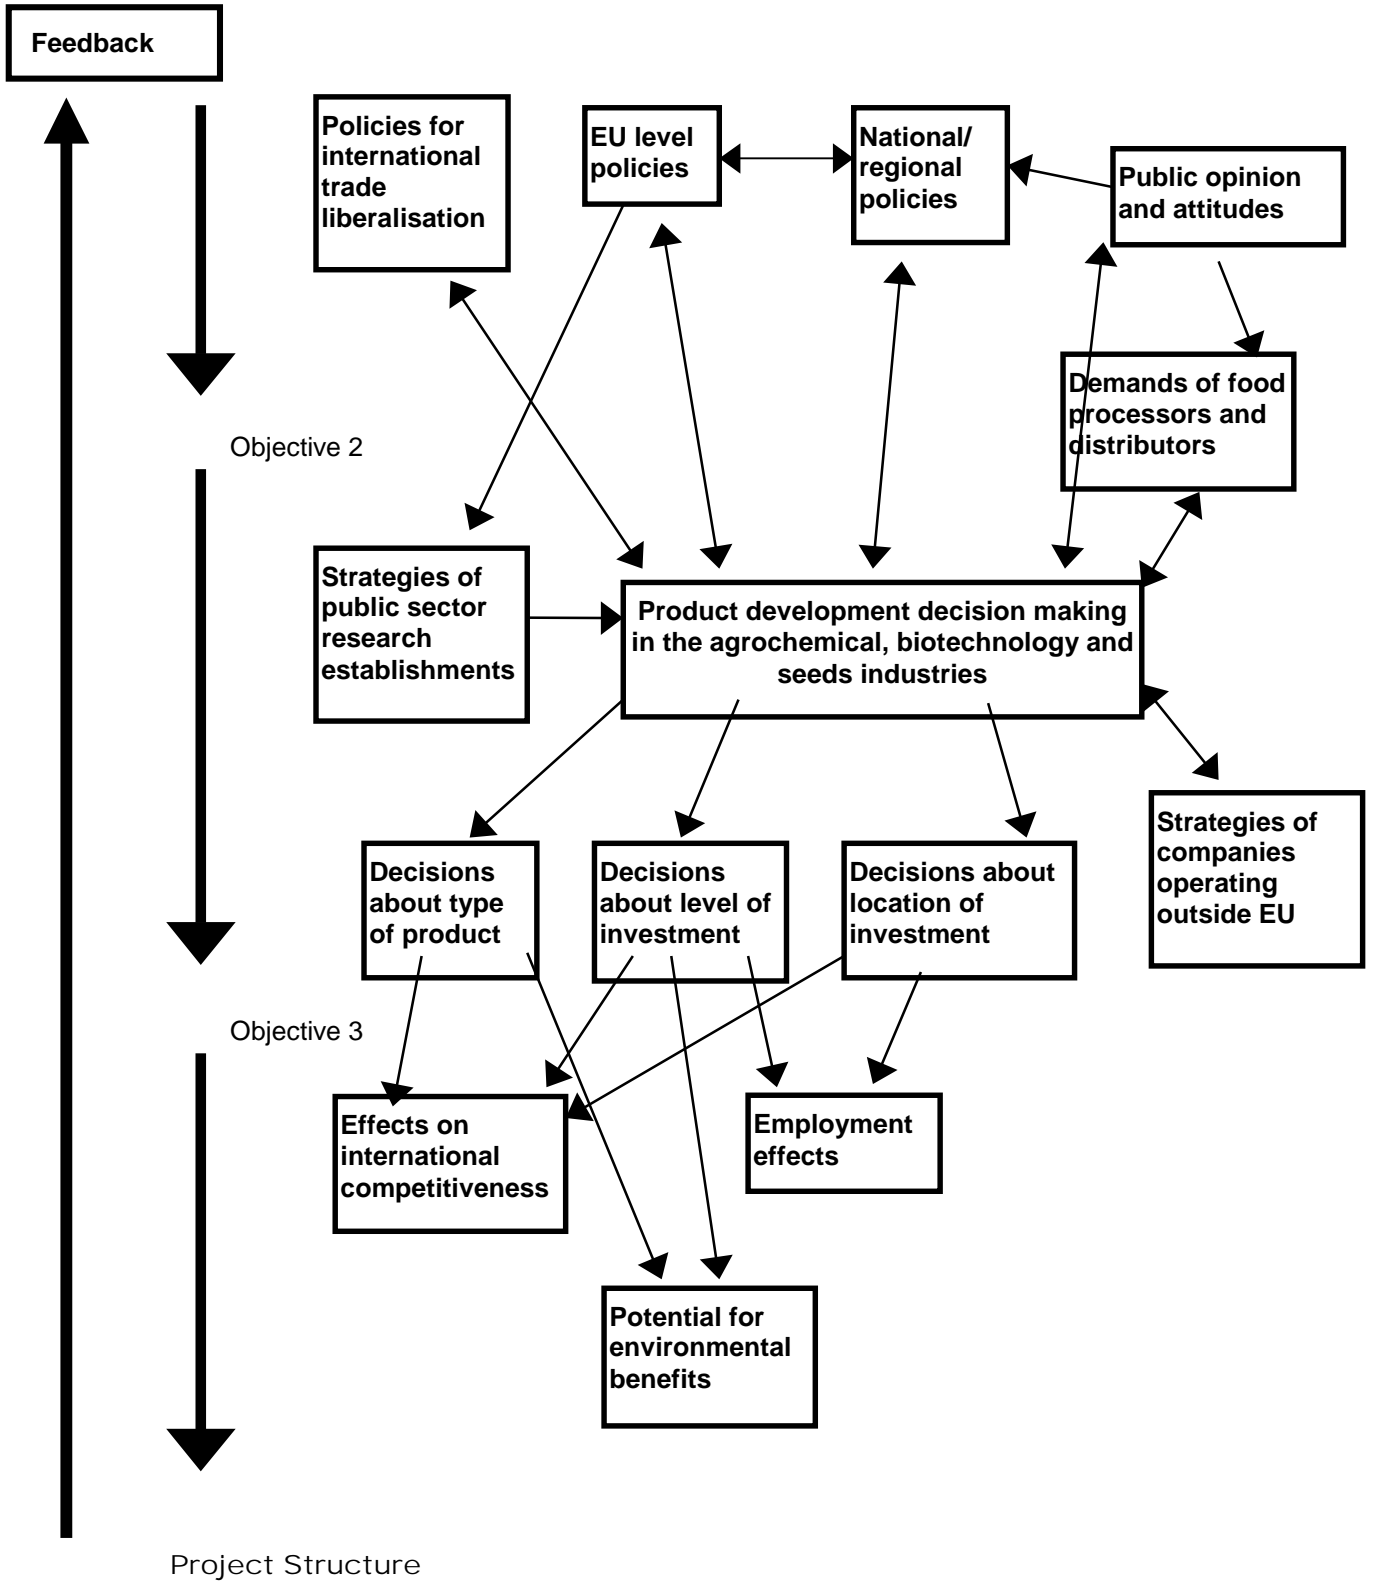 Feedback
Policies for
international
trade
liberalisation
EU level
policies
National/
regional
policies
Public opinion
and attitudes
Demands of food
processors and
distributors
Objective 2
Strategies of
public sector
research
establishments
Product development decision making
in the agrochemical, biotechnology and
seeds industries
Strategies of
companies
operating
outside EU
Decisions
about type
of product
Decisions
about level of
investment
Decisions about
location of
investment
Objective 3
Effects on
international
competitiveness
Employment
effects
Potential for
environmental
benefits
Project Structure